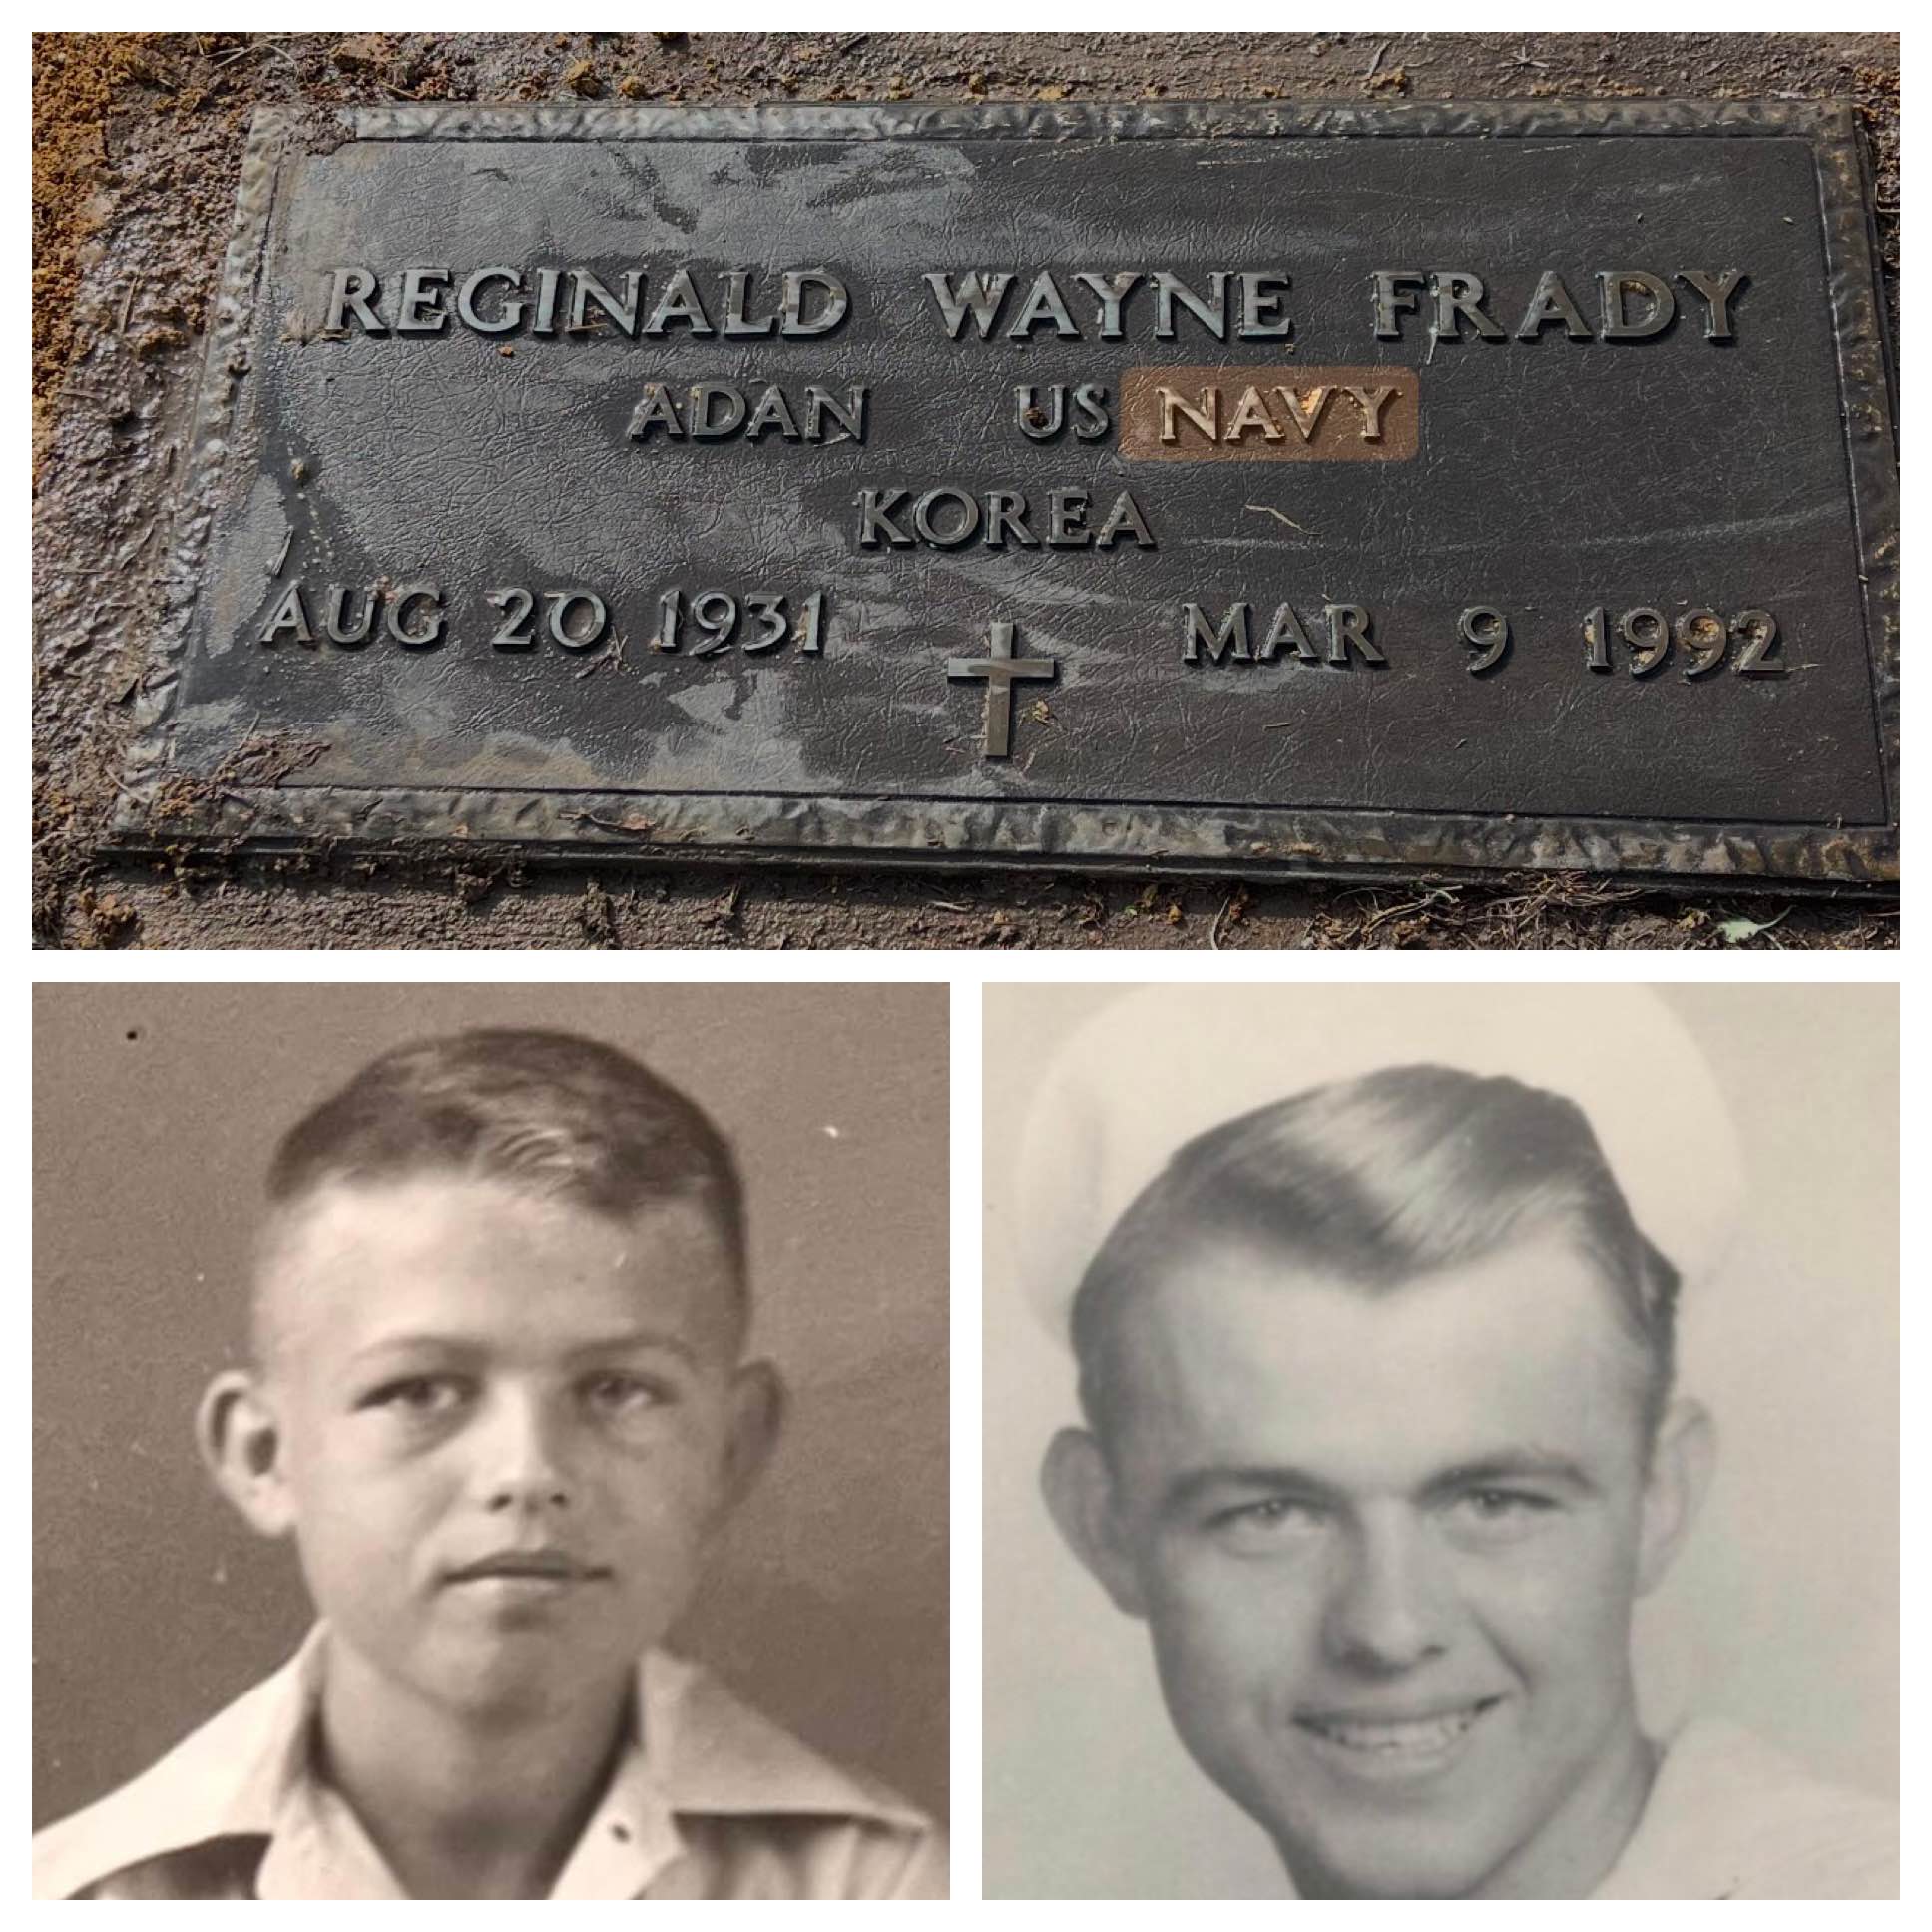 REGINALD WAYNE FRADY
ADAN US NAVY
KOREA
AUG 20 1931 MAR 9 1992